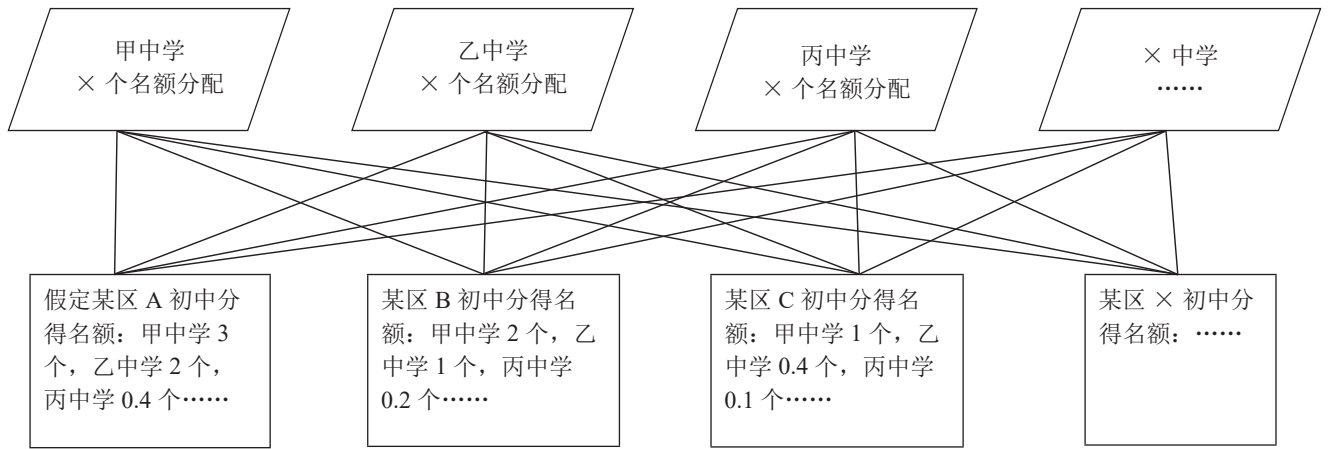 甲中学
× 个名额分配
乙中学
× 个名额分配
丙中学
× 个名额分配
× 中学
……
假定某区 A 初中分
得名额：甲中学 3
个，乙中学 2 个，
丙中学 0.4 个……
某区 B 初中分得名
额：甲中学 2 个，乙
中学 1 个，丙中学
0.2 个……
某区 C 初中分得名
额：甲中学 1 个，乙
中学 0.4 个，丙中学
0.1 个……
某区 × 初中分
得名额：……